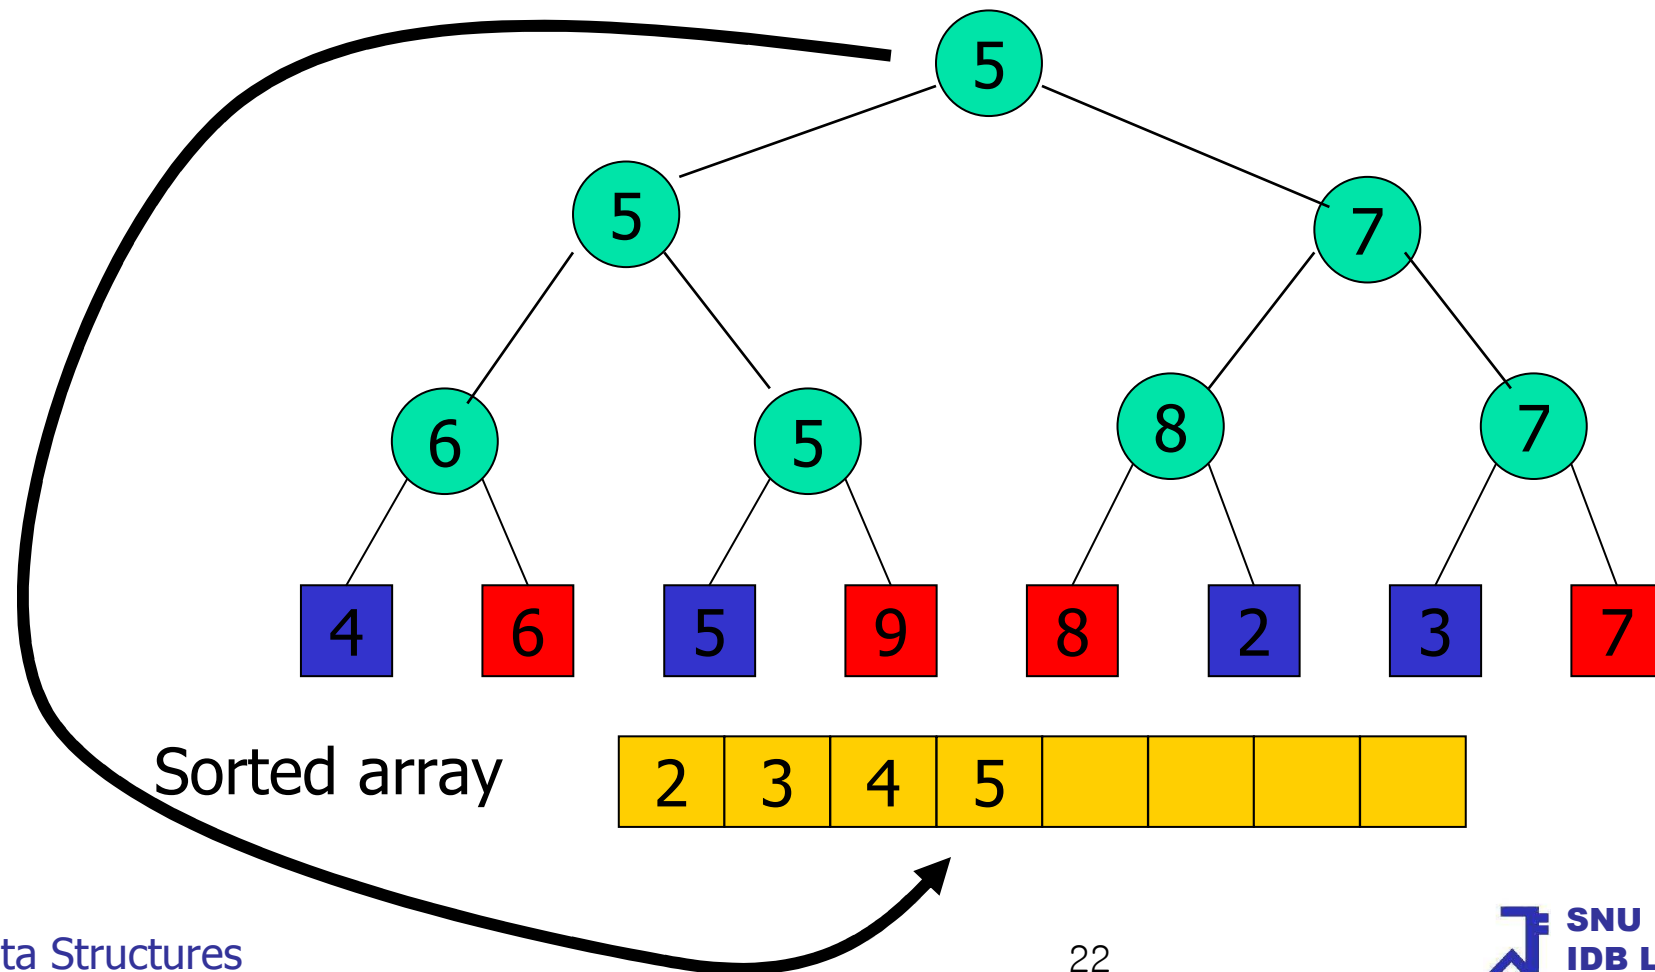 5
5 7
6 5 8 7
4 6 5 9 8 2 3 7
Sorted array 2 3 4 5
ta Structures 22 SNU
IDB L